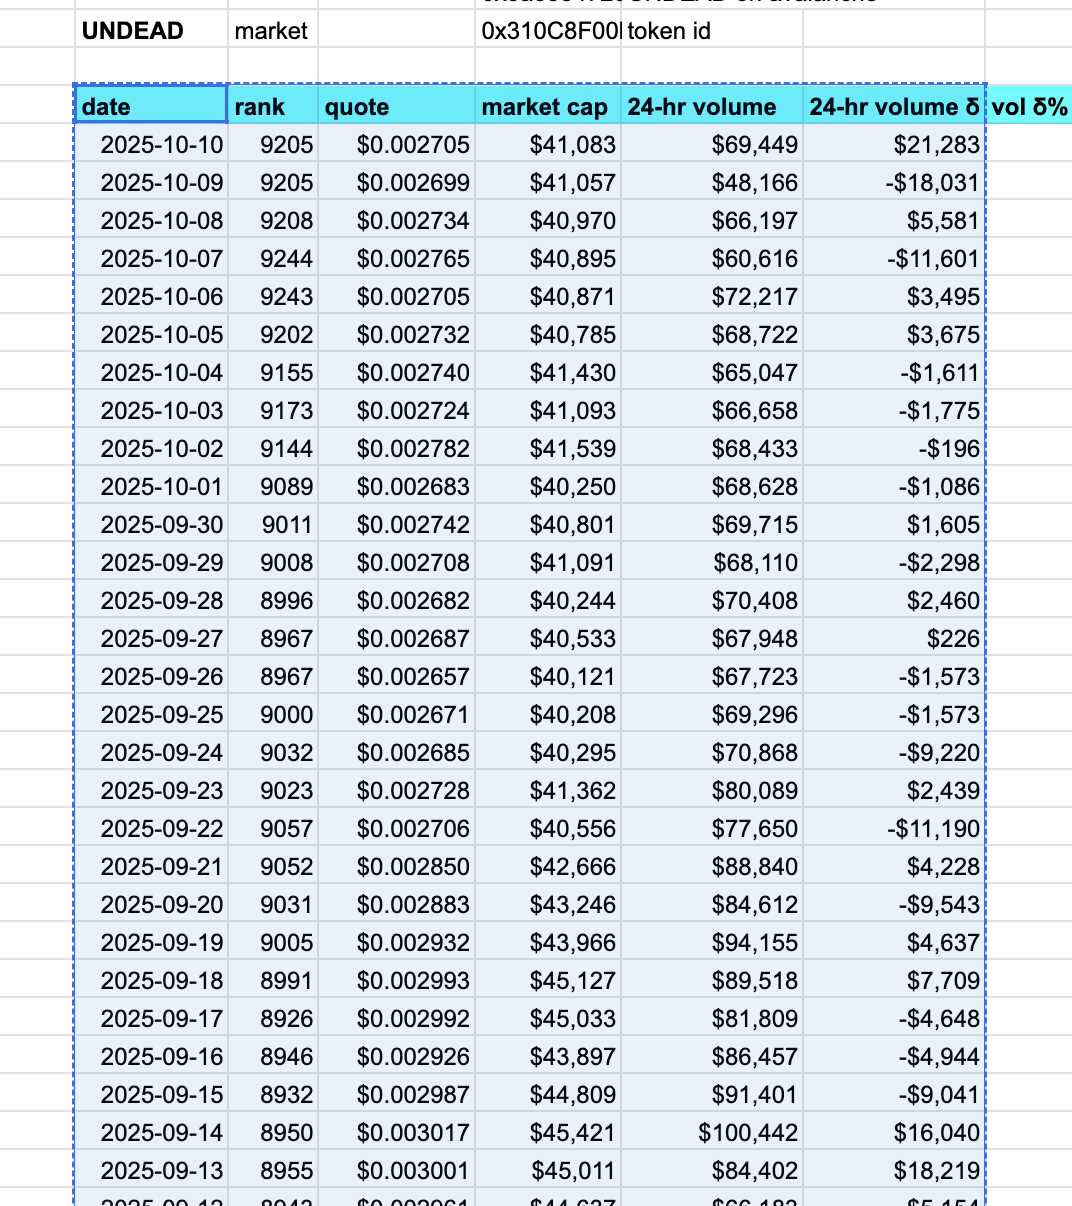 UNDEAD market 0x310C8F00 token id
date rank quote market cap 24-hr volume 24-hr volume δ vol δ%
2025-10-10 9205 $0.002705 $41,083 $69,449 $21,283
2025-10-09 9205 $0.002699 $41,057 $48,166 -$18,031
2025-10-08 9208 $0.002734 $40,970 $66,197 $5,581
2025-10-07 9244 $0.002765 $40,895 $60,616 -$11,601
2025-10-06 9243 $0.002705 $40,871 $72,217 $3,495
2025-10-05 9202 $0.002732 $40,785 $68,722 $3,675
2025-10-04 9155 $0.002740 $41,430 $65,047 -$1,611
2025-10-03 9173 $0.002724 $41,093 $66,658 -$1,775
2025-10-02 9144 $0.002782 $41,539 $68,433 -$196
2025-10-01 9089 $0.002683 $40,250 $68,628 -$1,086
2025-09-30 9011 $0.002742 $40,801 $69,715 $1,605
2025-09-29 9008 $0.002708 $41,091 $68,110 -$2,298
2025-09-28 8996 $0.002682 $40,244 $70,408 $2,460
2025-09-27 8967 $0.002687 $40,533 $67,948 $226
2025-09-26 8967 $0.002657 $40,121 $67,723 -$1,573
2025-09-25 9000 $0.002671 $40,208 $69,296 -$1,573
2025-09-24 9032 $0.002685 $40,295 $70,868 -$9,220
2025-09-23 9023 $0.002728 $41,362 $80,089 $2,439
2025-09-22 9057 $0.002706 $40,556 $77,650 -$11,190
2025-09-21 9052 $0.002850 $42,666 $88,840 $4,228
2025-09-20 9031 $0.002883 $43,246 $84,612 -$9,543
2025-09-19 9005 $0.002932 $43,966 $94,155 $4,637
2025-09-18 8991 $0.002993 $45,127 $89,518 $7,709
2025-09-17 8926 $0.002992 $45,033 $81,809 -$4,648
2025-09-16 8946 $0.002926 $43,897 $86,457 -$4,944
2025-09-15 8932 $0.002987 $44,809 $91,401 -$9,041
2025-09-14 8950 $0.003017 $45,421 $100,442 $16,040
2025-09-13 8955 $0.003001 $45,011 $84,402 $18,219